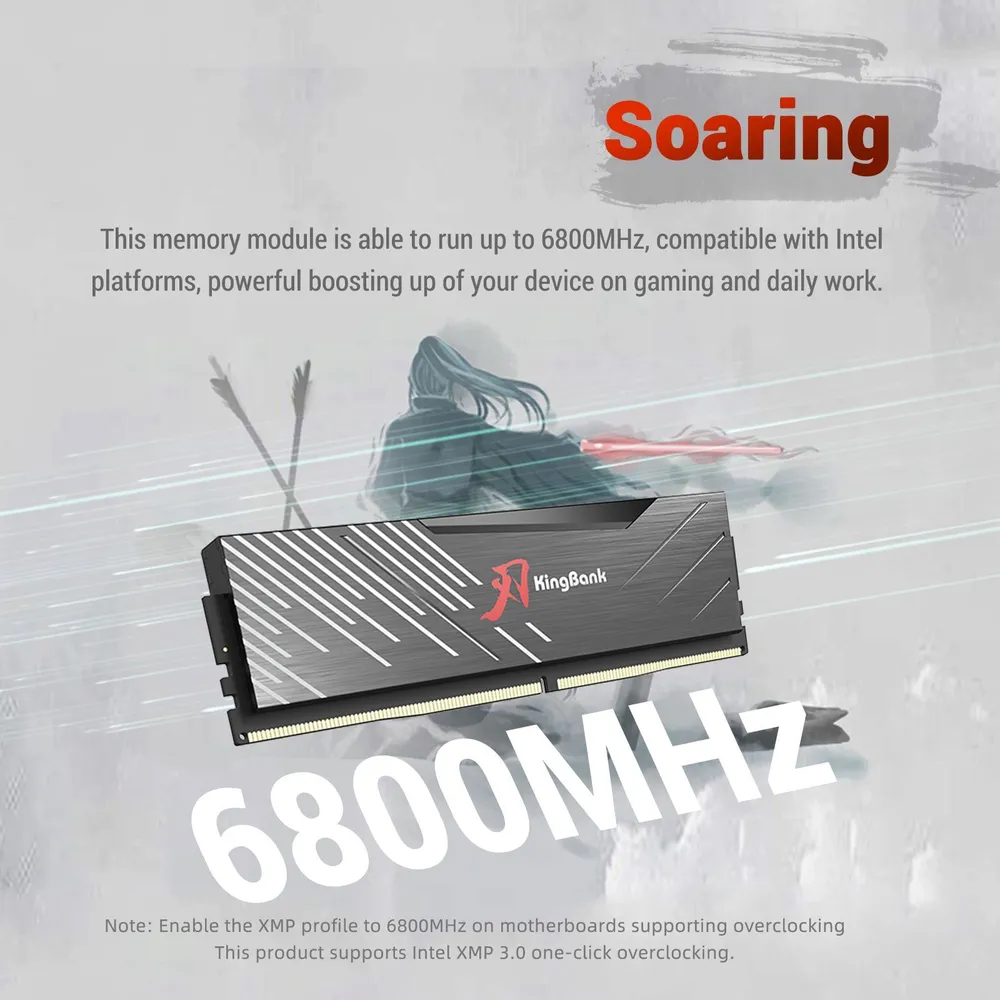 Soaring
This memory module is able to run up to 6800MHz, compatible with Intel
platforms, powerful boosting up of your device on gaming and daily work.
刃 KingBank
6800MHz
Note: Enable the XMP profile to 6800MHz on motherboards supporting overclocking
This product supports Intel XMP 3.0 one-click overclocking.